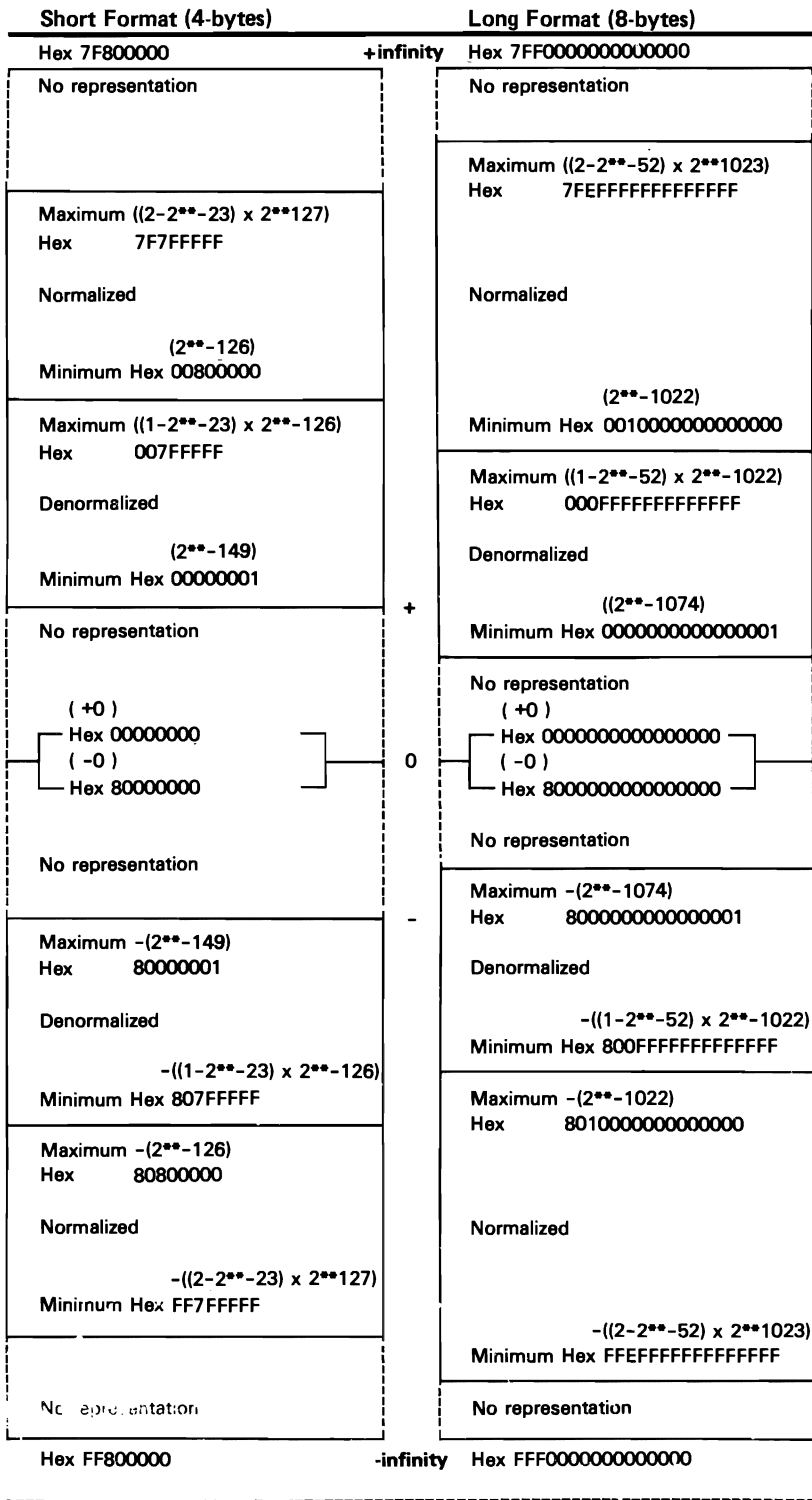 Short Format (4-bytes)
Long Format (8-bytes)
Hex 7F800000 +infinity Hex 7FF0000000000000
No representation
Maximum ((2-2**-23) x 2**127)
Hex 7F7FFFFF
Normalized
(2**-126)
Minimum Hex 00800000
Maximum ((1-2**-23) x 2**-126)
Hex 007FFFFF
Denormalized
(2**-149)
Minimum Hex 00000001
No representation
( +0 )
Hex 00000000
( -0 )
Hex 80000000
No representation
Maximum -(2**-149)
Hex 80000001
Denormalized
-((1-2**-23) x 2**-126)
Minimum Hex 807FFFFF
Maximum -(2**-126)
Hex 80800000
Normalized
-((2-2**-23) x 2**127)
Minimum Hex FF7FFFFF
No representation
+
0
-
No representation
Maximum ((2-2**-52) x 2**1023)
Hex 7FEFFFFFFFFFFFFF
Normalized
(2**-1022)
Minimum Hex 0010000000000000
Maximum ((1-2**-52) x 2**-1022)
Hex 000FFFFFFFFFFFFF
Denormalized
((2**-1074)
Minimum Hex 0000000000000001
No representation
( +0 )
Hex 0000000000000000
( -0 )
Hex 8000000000000000
No representation
Maximum -(2**-1074)
Hex 8000000000000001
Denormalized
-((1-2**-52) x 2**-1022)
Minimum Hex 800FFFFFFFFFFFFF
Maximum -(2**-1022)
Hex 8010000000000000
Normalized
-((2-2**-52) x 2**1023)
Minimum Hex FFEFFFFFFFFFFFFF
No representation
Hex FF800000 -infinity Hex FFF0000000000000